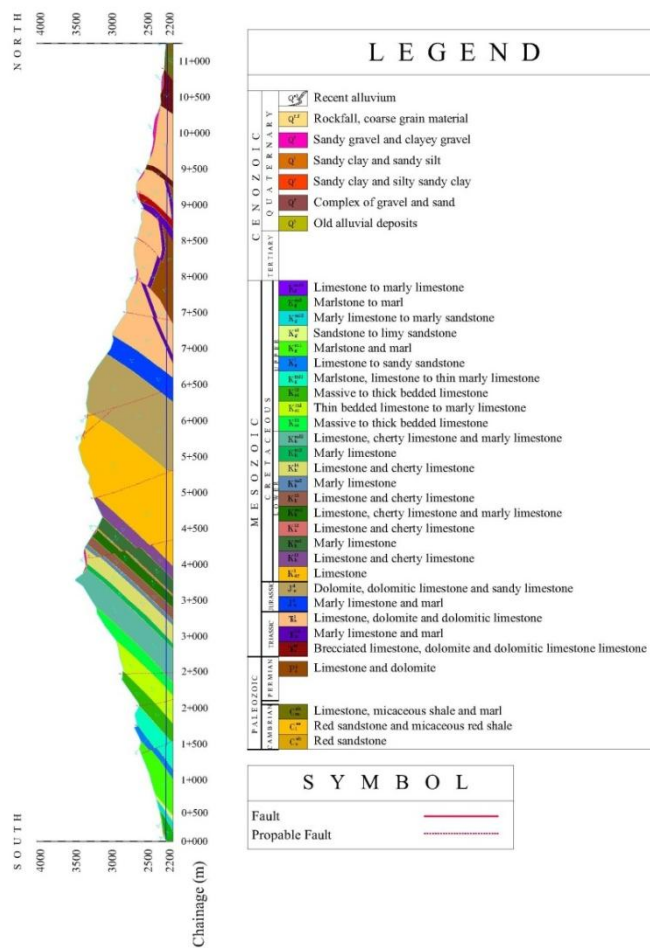 NORTH
4000
3500
3000
2500
2200
11+000
10+500
10+000
9+500
9+000
8+500
8+000
7+500
7+000
6+500
6+000
5+500
5+000
4+500
4+000
3+500
3+000
2+500
2+000
1+500
1+000
0+500
0+000
SOUTH
4000
3500
3000
2500
2200
Chainage (m)
LEGEND
CENOZOIC
QUATERNARY
Recent alluvium
Rockfall, coarse grain material
Sandy gravel and clayey gravel
Sandy clay and sandy silt
Sandy clay and silty sandy clay
Complex of gravel and sand
Old alluvial deposits
TERTIARY
MESOZOIC
CRETACEOUS
UPPER
Limestone to marly limestone
Marlstone to marl
Marly limestone to marly sandstone
Sandstone to limy sandstone
Marlstone and marl
Limestone to sandy sandstone
Marlstone, limestone to thin marly limestone
Massive to thick bedded limestone
Thin bedded limestone to marly limestone
Massive to thick bedded limestone
LOWER
Limestone, cherty limestone and marly limestone
Marly limestone
Limestone and cherty limestone
Marly limestone
Limestone and cherty limestone
Limestone, cherty limestone and marly limestone
Limestone and cherty limestone
Marly limestone
Limestone and cherty limestone
Limestone
JURASSIC
Dolomite, dolomitic limestone and sandy limestone
Marly limestone and marl
TRIASSIC
Limestone, dolomite and dolomitic limestone
Marly limestone and marl
Brecciated limestone, dolomite and dolomitic limestone limestone
PALEOZOIC
PERMIAN
Limestone and dolomite
CAMBRIAN
Limestone, micaceous shale and marl
Red sandstone and micaceous red shale
Red sandstone
SYMBOL
Fault
Propable Fault